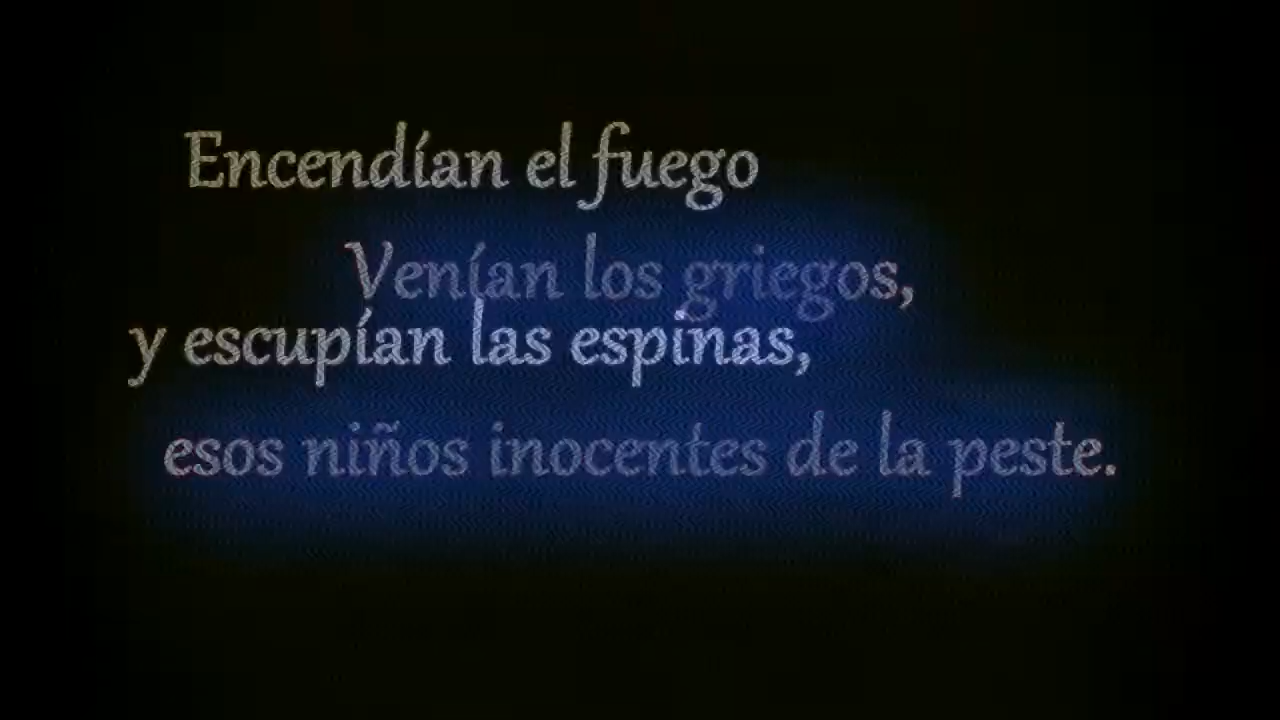 Encendían el fuego
Venían los griegos,
y escupían las espinas,
esos niños inocentes de la peste.